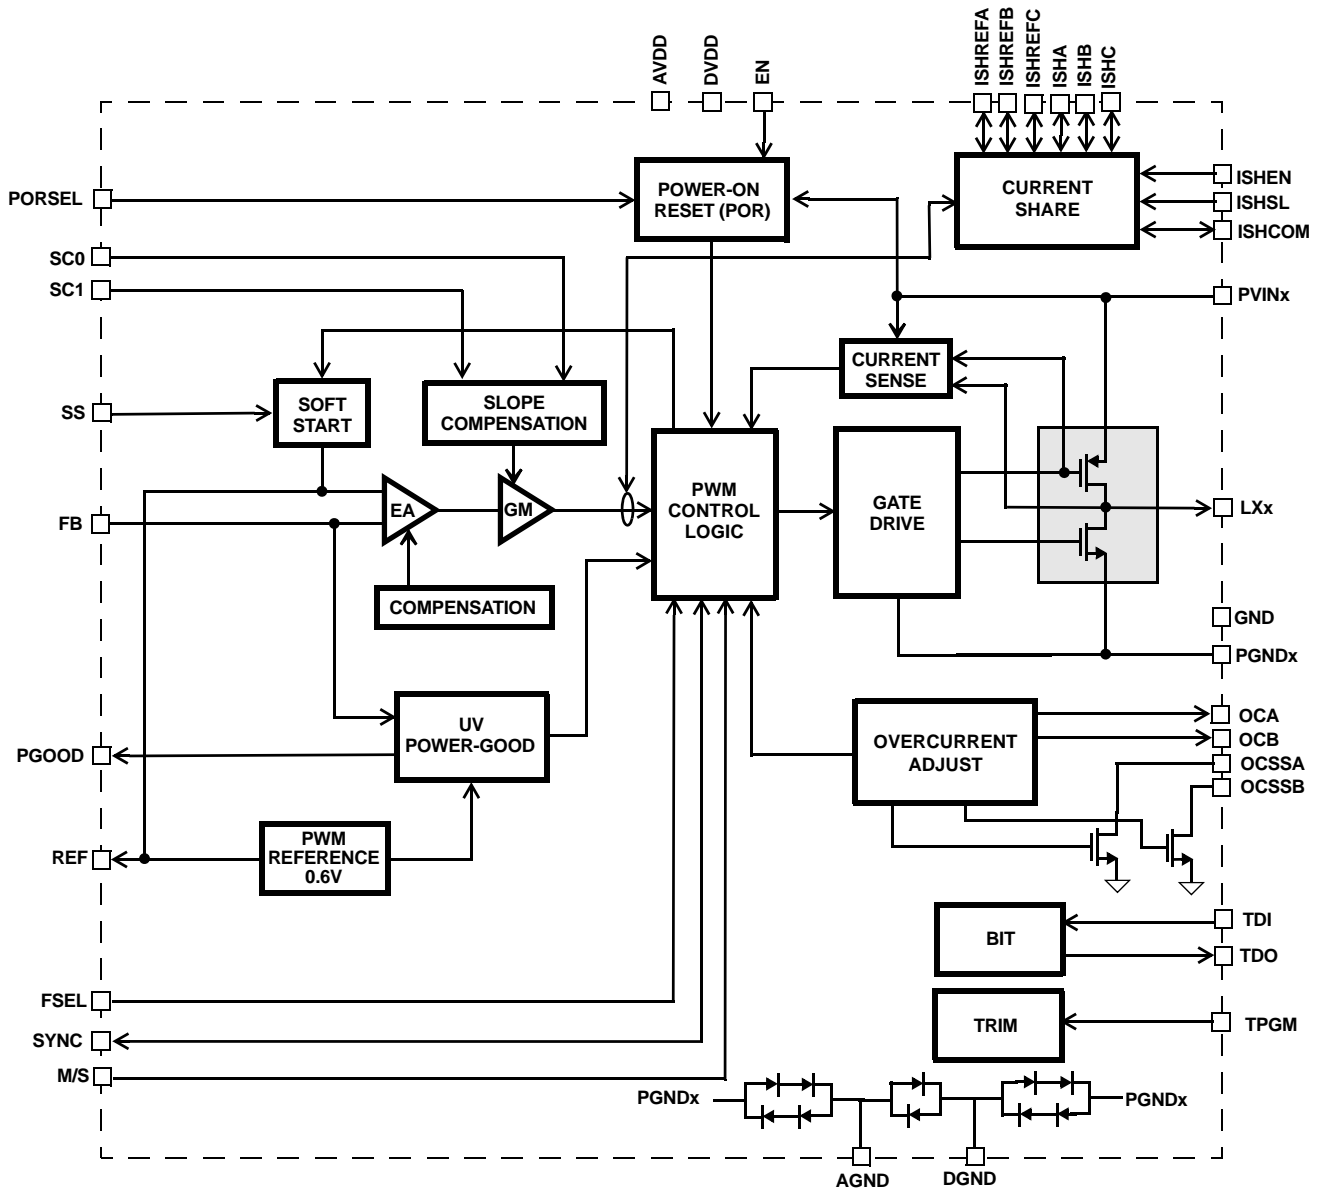 AVDD
DVDD
EN
ISHREFA
ISHREFB
ISHREFC
ISHA
ISHB
ISHC
PORSEL
POWER-ON
RESET (POR)
CURRENT
SHARE
ISHEN
ISHSL
ISHCOM
SC0
SC1
PVINx
CURRENT
SENSE
SS
SOFT
START
SLOPE
COMPENSATION
FB
EA
GM
PWM
CONTROL
LOGIC
GATE
DRIVE
LXx
COMPENSATION
GND
PGNDx
UV
POWER-GOOD
PGOOD
OVERCURRENT
ADJUST
OCA
OCB
OCSSA
OCSSB
REF
PWM
REFERENCE
0.6V
BIT
TDI
TDO
FSEL
SYNC
M/S
TRIM
TPGM
PGNDx
PGNDx
AGND
DGND